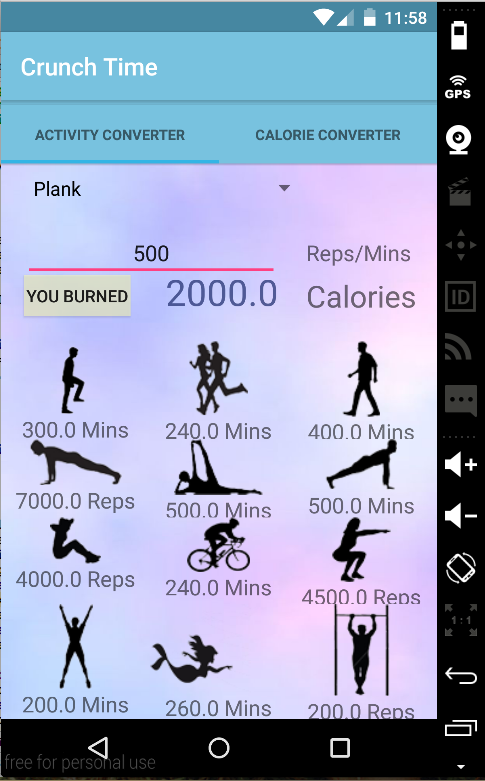 11:58
Crunch Time
GPS
ACTIVITY CONVERTER CALORIE CONVERTER
Plank
500 Reps/Mins
YOU BURNED 2000.0 Calories
ID
300.0 Mins 240.0 Mins 400.0 Mins
7000.0 Reps 500.0 Mins 500.0 Mins
4000.0 Reps 240.0 Mins 4500.0 Reps
1:1
200.0 Mins 260.0 Mins 200.0 Reps
free for personal use